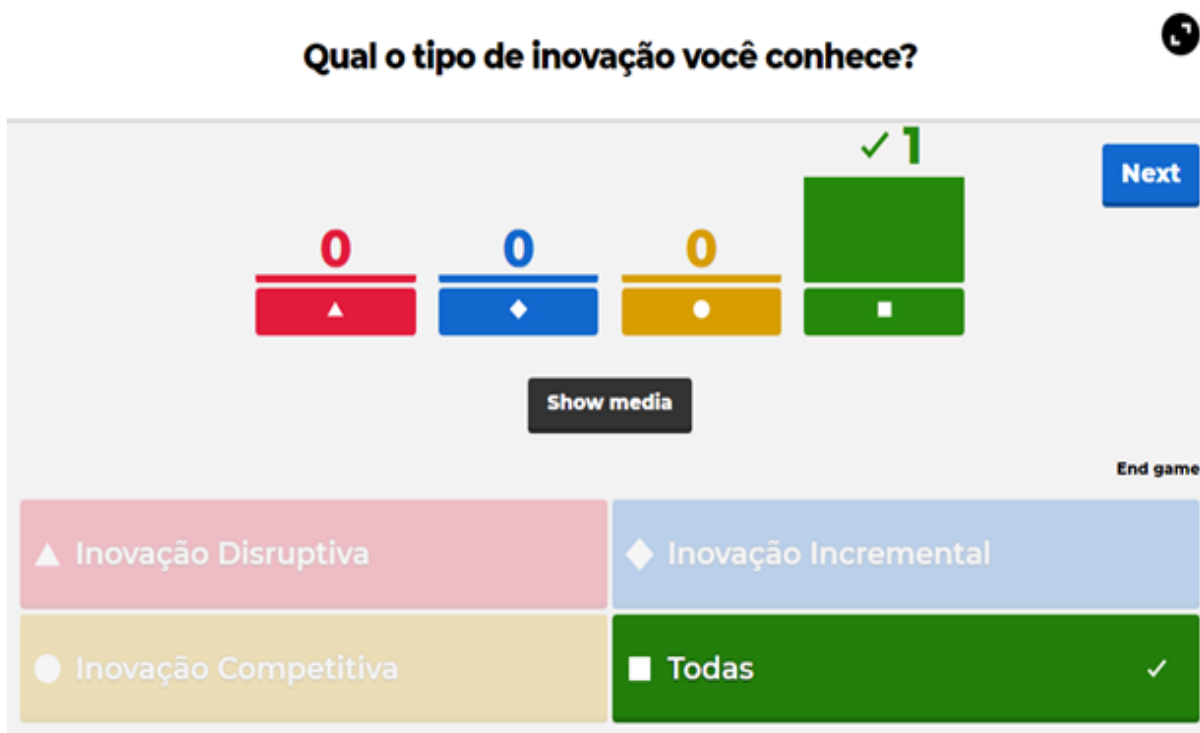 Qual o tipo de inovação você conhece?
1
Next
0
0
0
Show media
End game
Inovação Disruptiva
Inovação Incremental
Inovação Competitiva
Todas